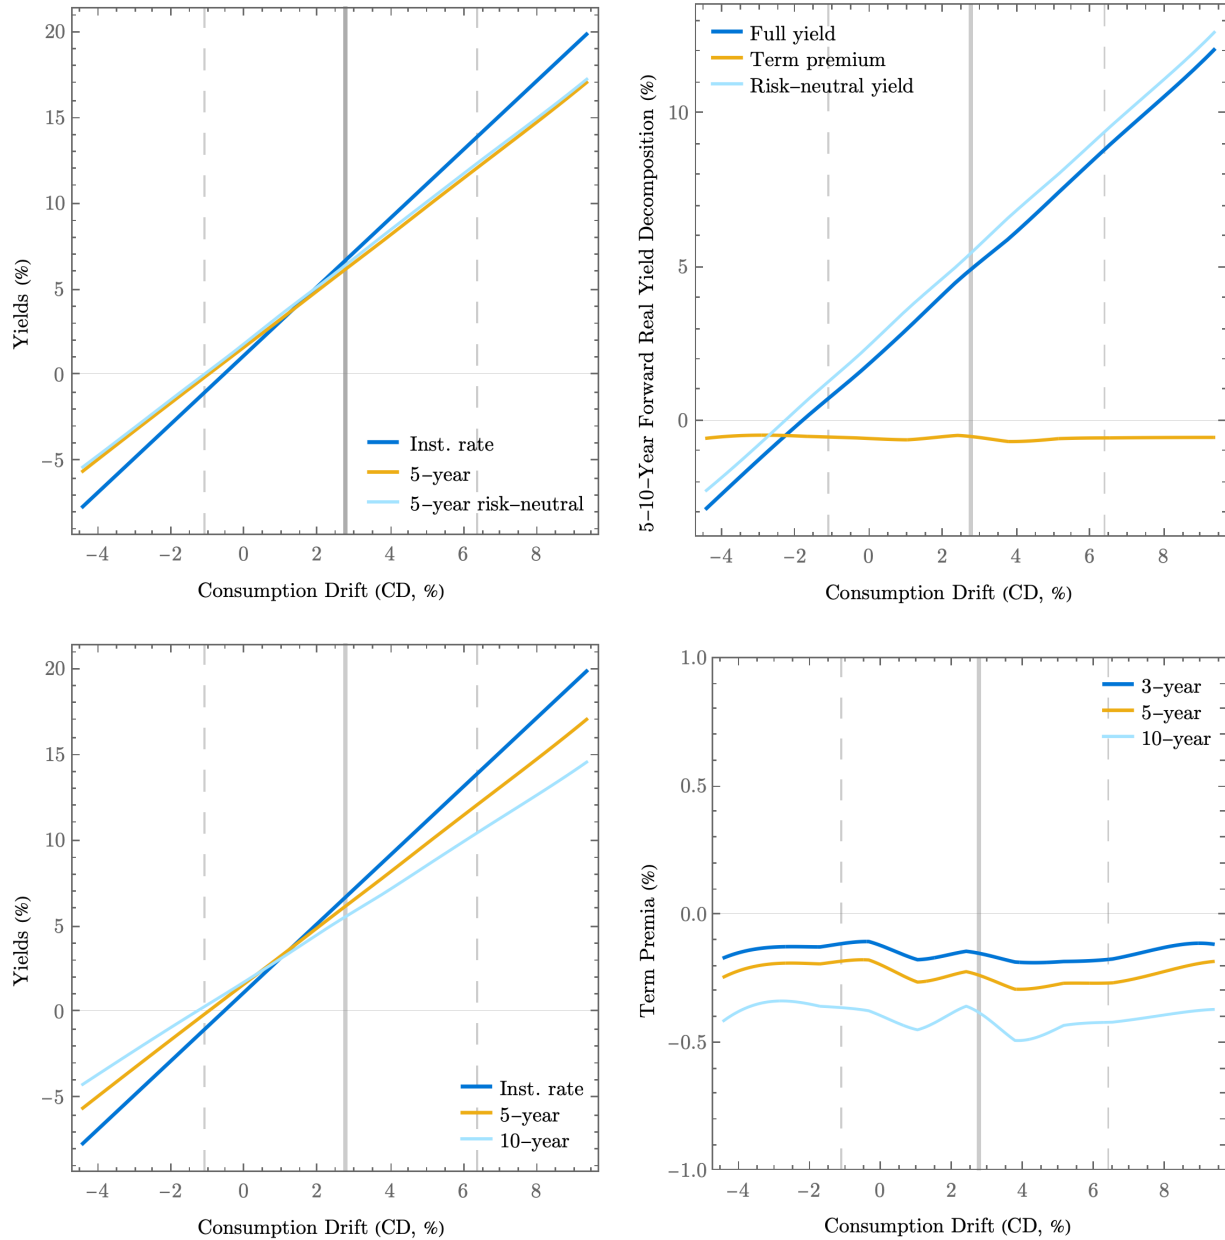 20
15
10
5
0
−5
Yields (%)
Inst. rate
5−year
5−year risk−neutral
−4 −2 0 2 4 6 8
Consumption Drift (CD, %)
Full yield
Term premium
Risk−neutral yield
10
5
0
5−10−Year Forward Real Yield Decomposition (%)
−4 −2 0 2 4 6 8
Consumption Drift (CD, %)
20
15
10
5
0
−5
Yields (%)
Inst. rate
5−year
10−year
−4 −2 0 2 4 6 8
Consumption Drift (CD, %)
1.0
0.5
0.0
−0.5
−1.0
Term Premia (%)
3−year
5−year
10−year
−4 −2 0 2 4 6 8
Consumption Drift (CD, %)